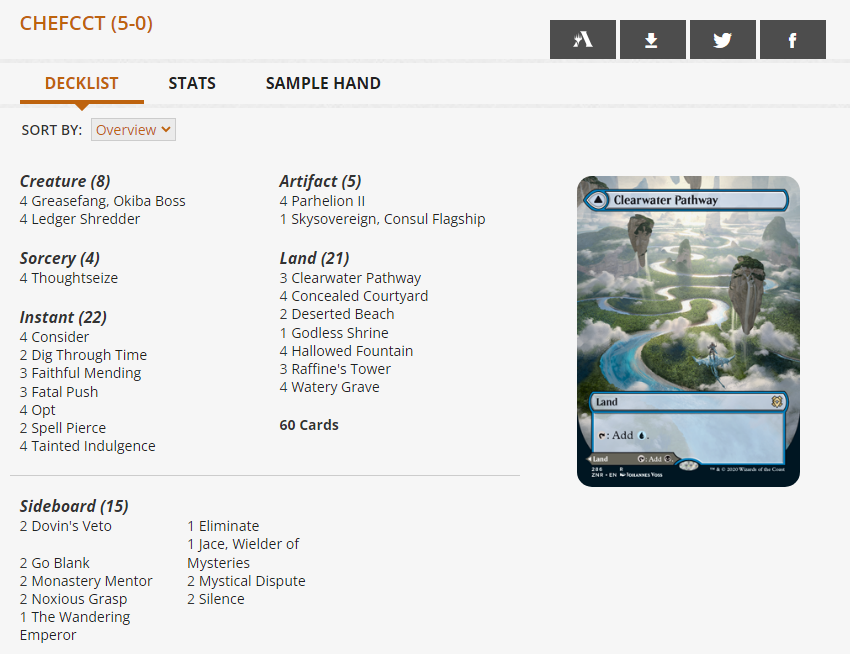 CHEFCCT (5-0)
DECKLIST
STATS
SAMPLE HAND
SORT BY: Overview
Creature (8)
4 Greasefang, Okiba Boss
4 Ledger Shredder
Sorcery (4)
4 Thoughtseize
Instant (22)
4 Consider
2 Dig Through Time
3 Faithful Mending
3 Fatal Push
4 Opt
2 Spell Pierce
4 Tainted Indulgence
Artifact (5)
4 Parhelion II
1 Skysovereign, Consul Flagship
Land (21)
3 Clearwater Pathway
4 Concealed Courtyard
2 Deserted Beach
1 Godless Shrine
4 Hallowed Fountain
3 Raffine's Tower
4 Watery Grave
60 Cards
Clearwater Pathway
Land
: Add .
Land : Add .
286 R
ZNR • EN JOHANNES VOSS
™ & © 2020 Wizards of the Coast
Sideboard (15)
2 Dovin's Veto
2 Go Blank
2 Monastery Mentor
2 Noxious Grasp
1 The Wandering
Emperor
1 Eliminate
1 Jace, Wielder of
Mysteries
2 Mystical Dispute
2 Silence